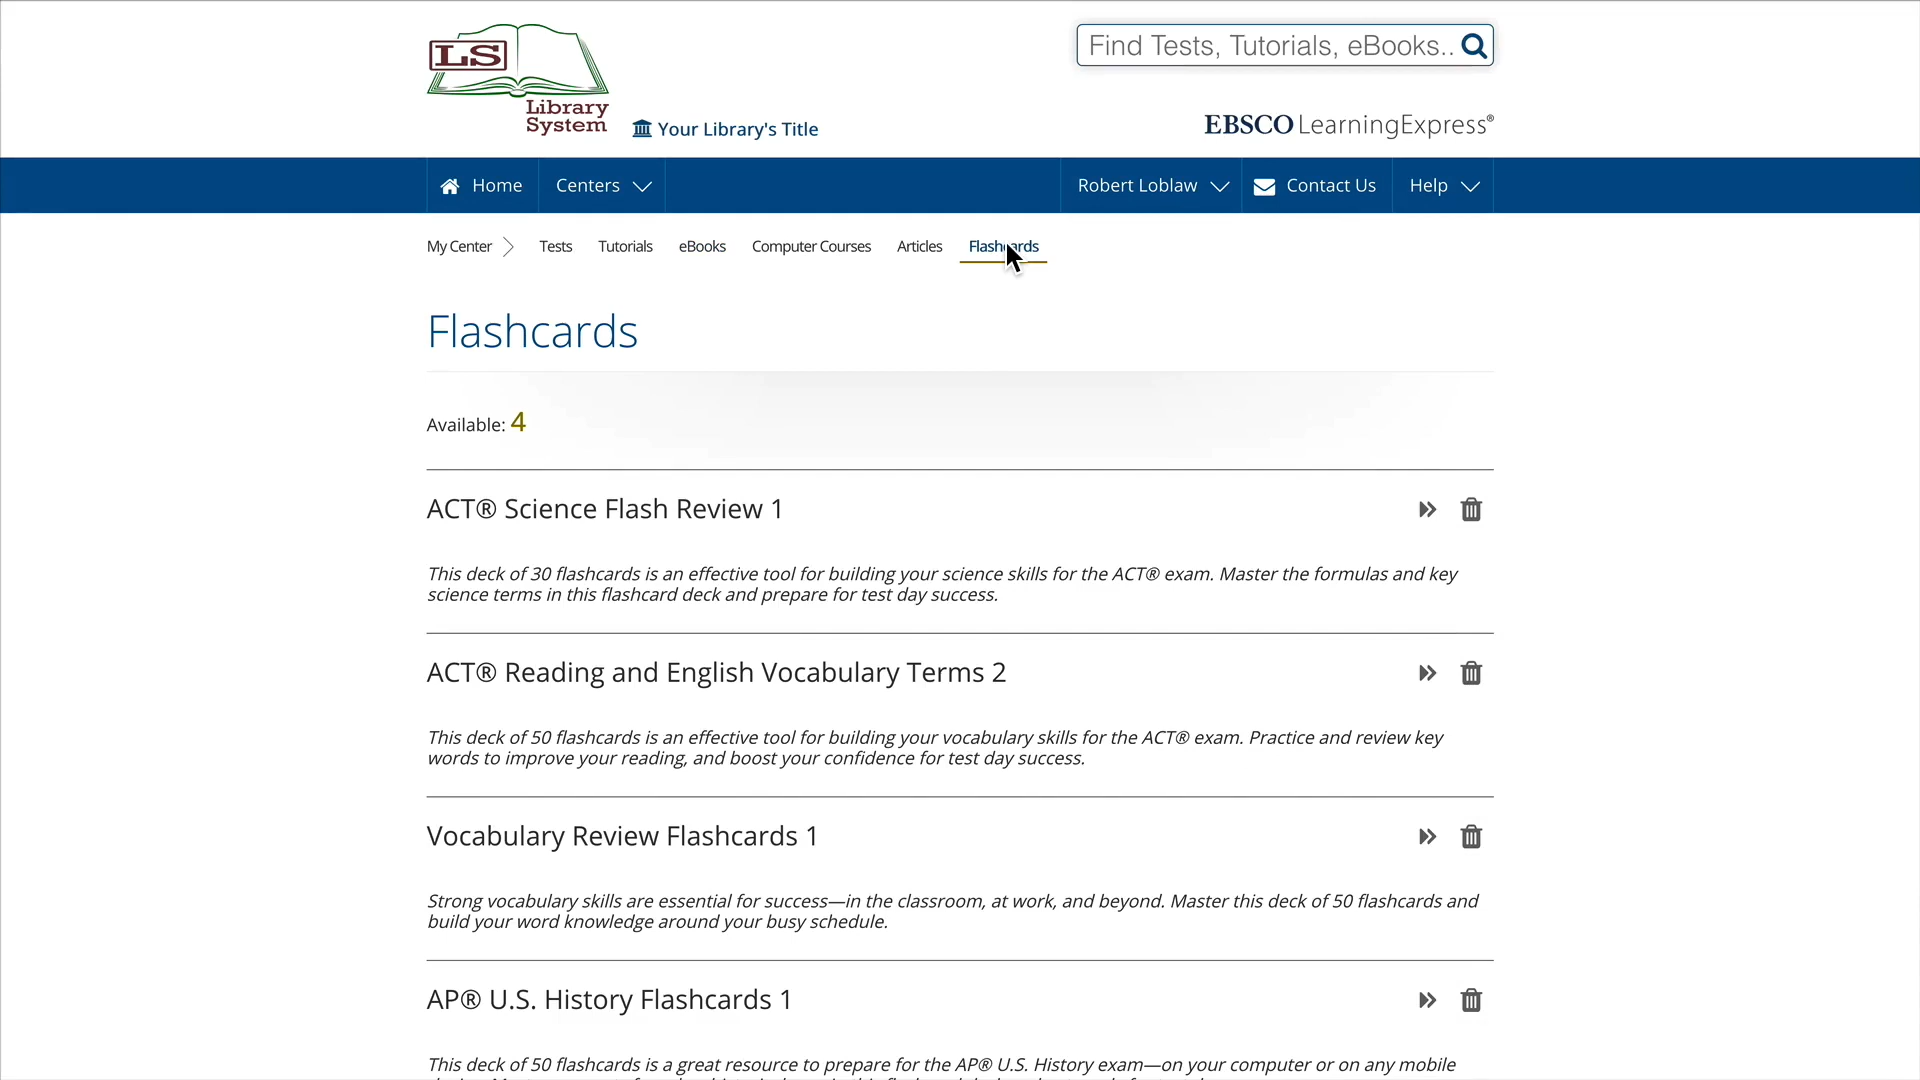 LS
Library
System
Your Library's Title
Find Tests, Tutorials, eBooks..
EBSCO LearningExpress®
Home
Centers
Robert Loblaw
Contact Us
Help
My Center
Tests
Tutorials
eBooks
Computer Courses
Articles
Flashcards
Flashcards
Available: 4
ACT® Science Flash Review 1
This deck of 30 flashcards is an effective tool for building your science skills for the ACT® exam. Master the formulas and key
science terms in this flashcard deck and prepare for test day success.
ACT® Reading and English Vocabulary Terms 2
This deck of 50 flashcards is an effective tool for building your vocabulary skills for the ACT® exam. Practice and review key
words to improve your reading, and boost your confidence for test day success.
Vocabulary Review Flashcards 1
Strong vocabulary skills are essential for success—in the classroom, at work, and beyond. Master this deck of 50 flashcards and
build your word knowledge around your busy schedule.
AP® U.S. History Flashcards 1
This deck of 50 flashcards is a great resource to prepare for the AP® U.S. History exam—on your computer or on any mobile